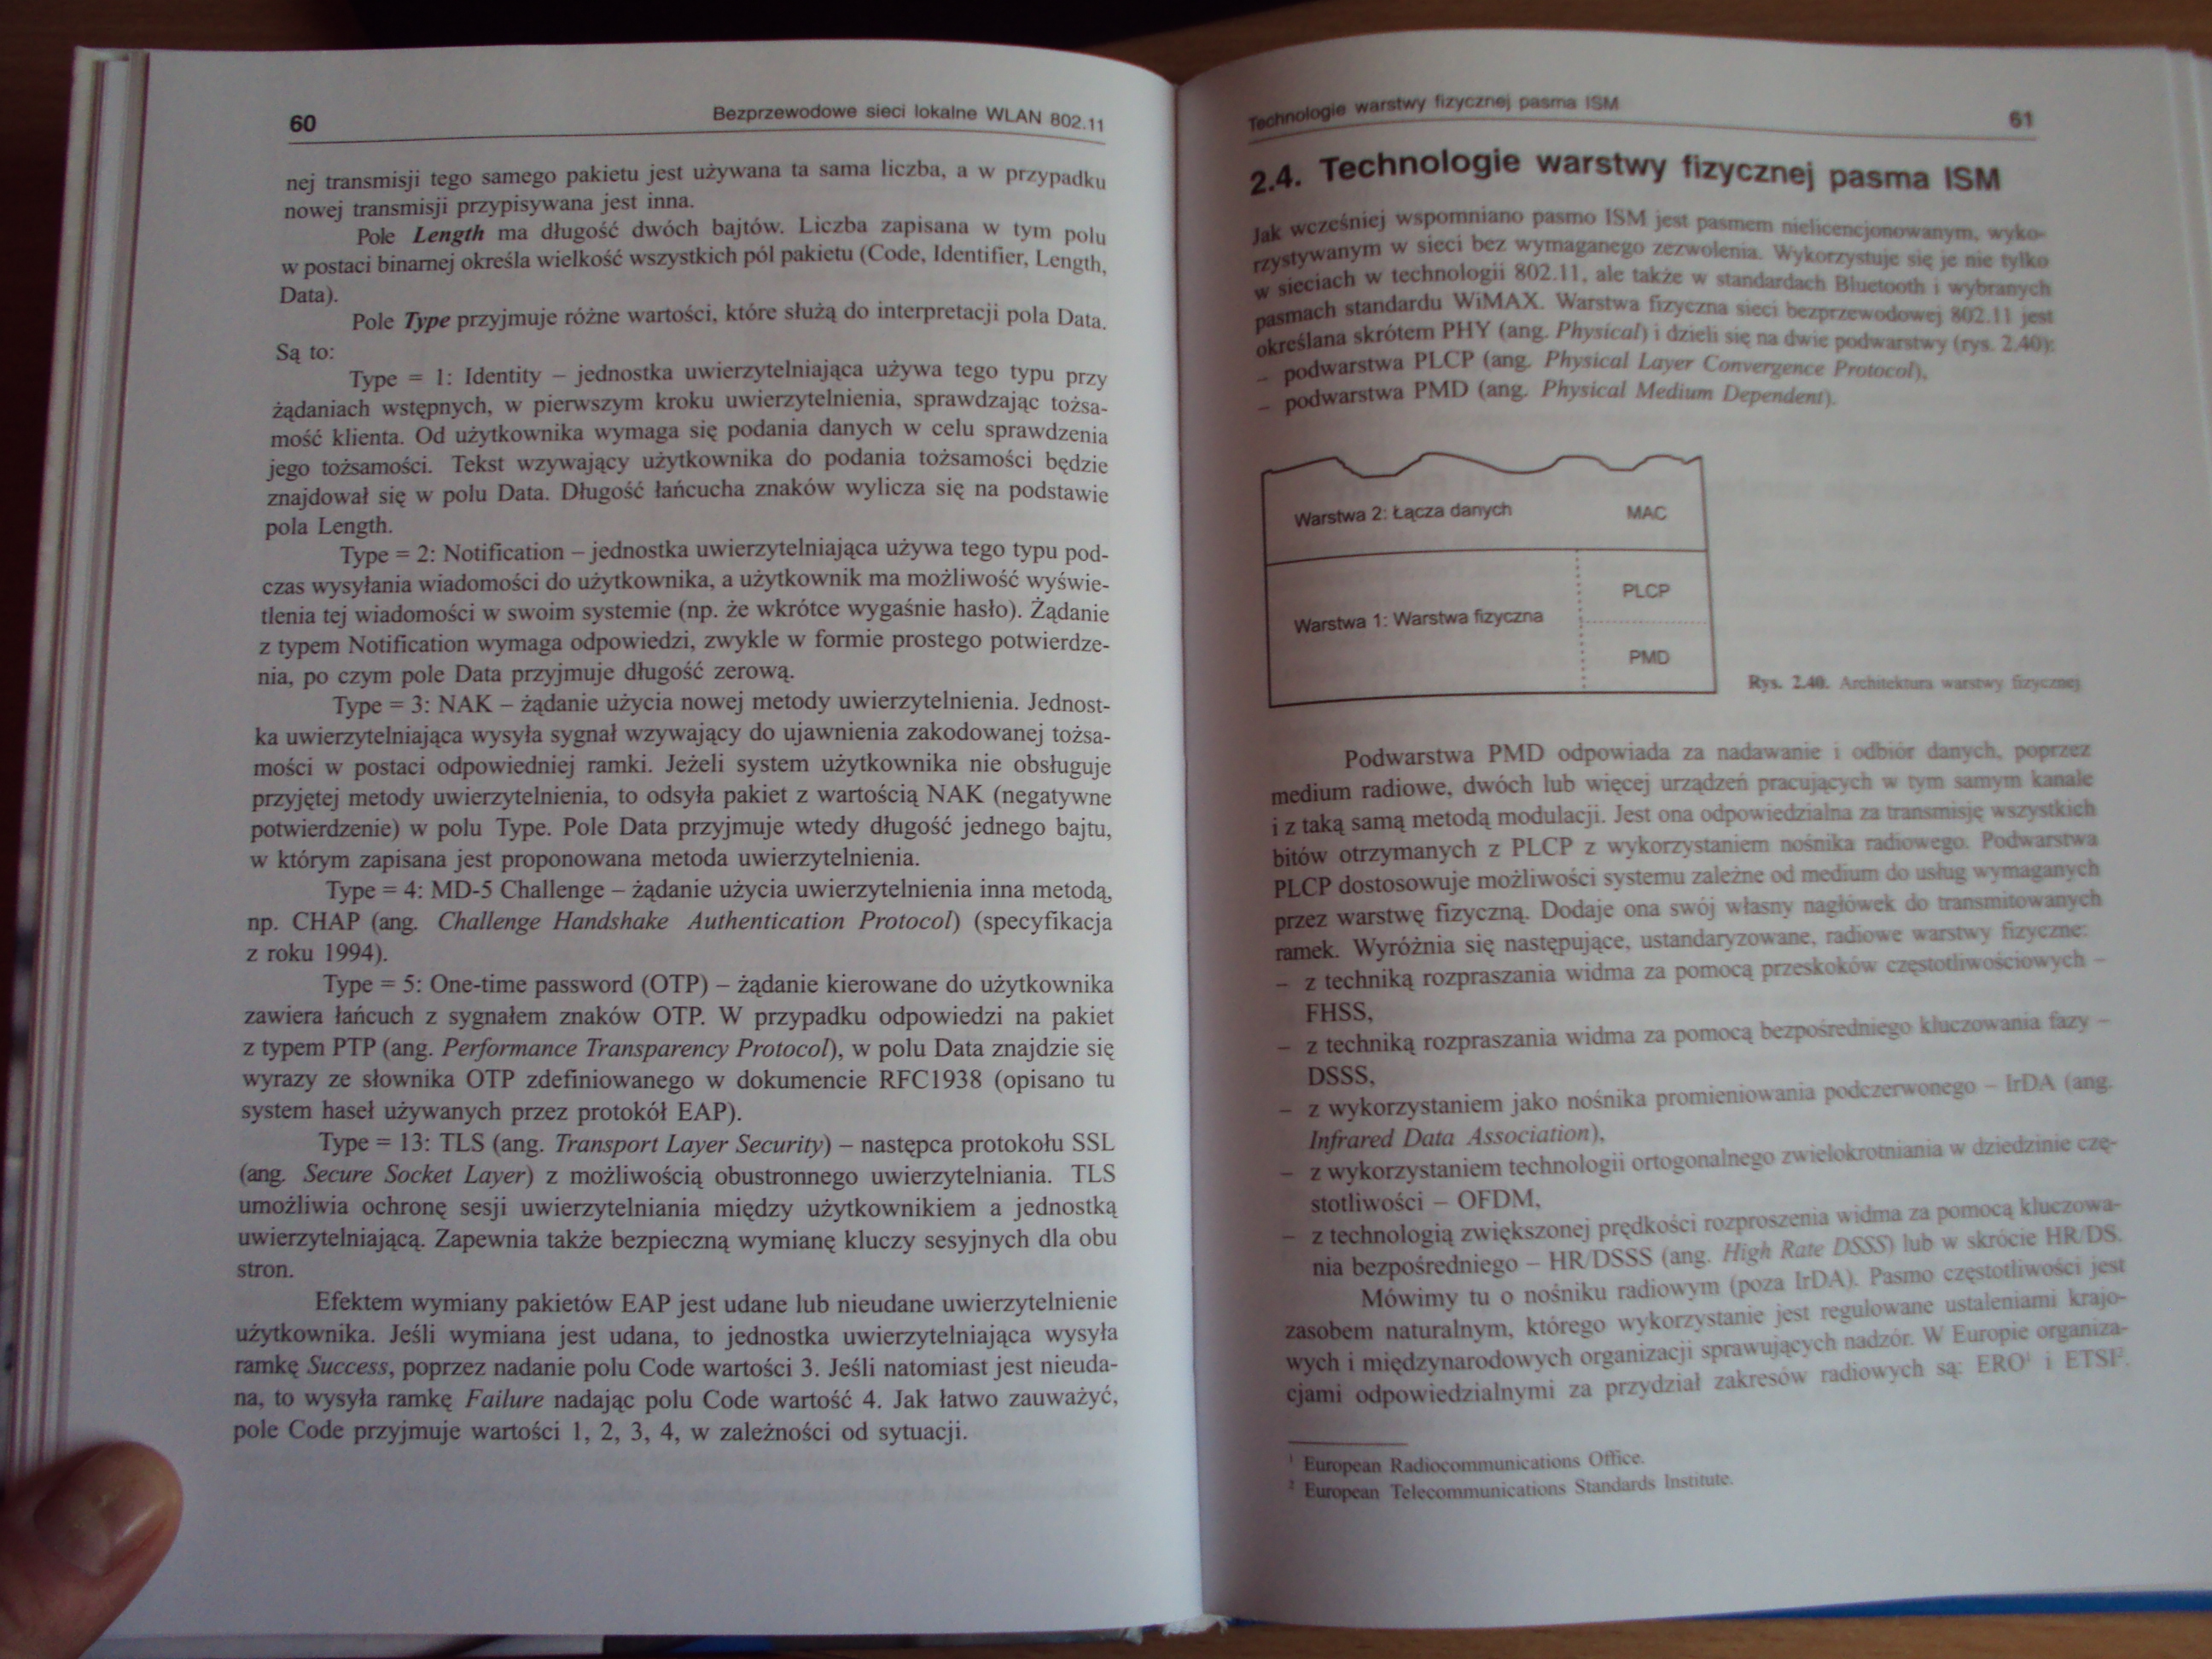 60
Bezprzewodowe sieci lokalne WLAN 802.11
nej transmisji tego samego pakietu jest używana ta sama liczba, a w przypadku
nowej transmisji przypisywana jest inna.
Pole Length ma długość dwóch bajtów. Liczba zapisana w tym polu
w postaci binarnej określa wielkość wszystkich pól pakietu (Code, Identifier, Length,
Data).
Pole Type przyjmuje różne wartości, które służą do interpretacji pola Data.
Są to:
Type = 1: Identity – jednostka uwierzytelniająca używa tego typu przy
żądaniach wstępnych, w pierwszym kroku uwierzytelnienia, sprawdzając tożsa-
mość klienta. Od użytkownika wymaga się podania danych w celu sprawdzenia
jego tożsamości. Tekst wzywający użytkownika do podania tożsamości będzie
znajdował się w polu Data. Długość łańcucha znaków wylicza się na podstawie
pola Length.
Type = 2: Notification – jednostka uwierzytelniająca używa tego typu pod-
czas wysyłania wiadomości do użytkownika, a użytkownik ma możliwość wyświe-
tlenia tej wiadomości w swoim systemie (np. że wkrótce wygaśnie hasło). Żądanie
z typem Notification wymaga odpowiedzi, zwykle w formie prostego potwierdze-
nia, po czym pole Data przyjmuje długość zerową.
Type = 3: NAK – żądanie użycia nowej metody uwierzytelnienia. Jednost-
ka uwierzytelniająca wysyła sygnał wzywający do ujawnienia zakodowanej tożsa-
mości w postaci odpowiedniej ramki. Jeżeli system użytkownika nie obsługuje
przyjętej metody uwierzytelnienia, to odsyła pakiet z wartością NAK (negatywne
potwierdzenie) w polu Type. Pole Data przyjmuje wtedy długość jednego bajtu,
w którym zapisana jest proponowana metoda uwierzytelnienia.
Type = 4: MD-5 Challenge – żądanie użycia uwierzytelnienia inna metodą,
np. CHAP (ang. Challenge Handshake Authentication Protocol) (specyfikacja
z roku 1994).
Type = 5: One-time password (OTP) – żądanie kierowane do użytkownika
zawiera łańcuch z sygnałem znaków OTP. W przypadku odpowiedzi na pakiet
z typem PTP (ang. Performance Transparency Protocol), w polu Data znajdzie się
wyrazy ze słownika OTP zdefiniowanego w dokumencie RFC1938 (opisano tu
system haseł używanych przez protokół EAP).
Type = 13: TLS (ang. Transport Layer Security) – następca protokołu SSL
(ang. Secure Socket Layer) z możliwością obustronnego uwierzytelniania. TLS
umożliwia ochronę sesji uwierzytelniania między użytkownikiem a jednostką
uwierzytelniającą. Zapewnia także bezpieczną wymianę kluczy sesyjnych dla obu
stron.
Efektem wymiany pakietów EAP jest udane lub nieudane uwierzytelnienie
użytkownika. Jeśli wymiana jest udana, to jednostka uwierzytelniająca wysyła
ramkę Success, poprzez nadanie polu Code wartości 3. Jeśli natomiast jest nieuda-
na, to wysyła ramkę Failure nadając polu Code wartość 4. Jak łatwo zauważyć,
pole Code przyjmuje wartości 1, 2, 3, 4, w zależności od sytuacji.
Technologie warstwy fizycznej pasma ISM
61
2.4. Technologie warstwy fizycznej pasma ISM
Jak wcześniej wspomniano pasmo ISM jest pasmem nielicencjonowanym, wyko-
rzystywanym w sieci bez wymaganego zezwolenia. Wykorzystuje się je nie tylko
w sieciach w technologii 802.11, ale także w standardach Bluetooth i wybranych
pasmach standardu WiMAX. Warstwa fizyczna sieci bezprzewodowej 802.11 jest
określana skrótem PHY (ang. Physical) i dzieli się na dwie podwarstwy (rys. 2.40):
– podwarstwa PLCP (ang. Physical Layer Convergence Protocol),
– podwarstwa PMD (ang. Physical Medium Dependent).
Warstwa 2: Łącza danych MAC
PLCP
Warstwa 1: Warstwa fizyczna
PMD
Rys. 2.40. Architektura warstwy fizycznej
Podwarstwa PMD odpowiada za nadawanie i odbiór danych, poprzez
medium radiowe, dwóch lub więcej urządzeń pracujących w tym samym kanale
i z taką samą metodą modulacji. Jest ona odpowiedzialna za transmisję wszystkich
bitów otrzymanych z PLCP z wykorzystaniem nośnika radiowego. Podwarstwa
PLCP dostosowuje możliwości systemu zależne od medium do usług wymaganych
przez warstwę fizyczną. Dodaje ona swój własny nagłówek do transmitowanych
ramek. Wyróżnia się następujące, ustandaryzowane, radiowe warstwy fizyczne:
– z techniką rozpraszania widma za pomocą przeskoków częstotliwościowych –
FHSS,
– z techniką rozpraszania widma za pomocą bezpośredniego kluczowania fazy –
DSSS,
– z wykorzystaniem jako nośnika promieniowania podczerwonego – IrDA (ang.
Infrared Data Association),
– z wykorzystaniem technologii ortogonalnego zwielokrotniania w dziedzinie czę-
stotliwości – OFDM,
– z technologią zwiększonej prędkości rozproszenia widma za pomocą kluczowa-
nia bezpośredniego – HR/DSSS (ang. High Rate DSSS) lub w skrócie HR/DS.
Mówimy tu o nośniku radiowym (poza IrDA). Pasmo częstotliwości jest
zasobem naturalnym, którego wykorzystanie jest regulowane ustaleniami krajo-
wych i międzynarodowych organizacji sprawujących nadzór. W Europie organiza-
cjami odpowiedzialnymi za przydział zakresów radiowych są: ERO¹ i ETSI².
¹ European Radiocommunications Office.
² European Telecommunications Standards Institute.